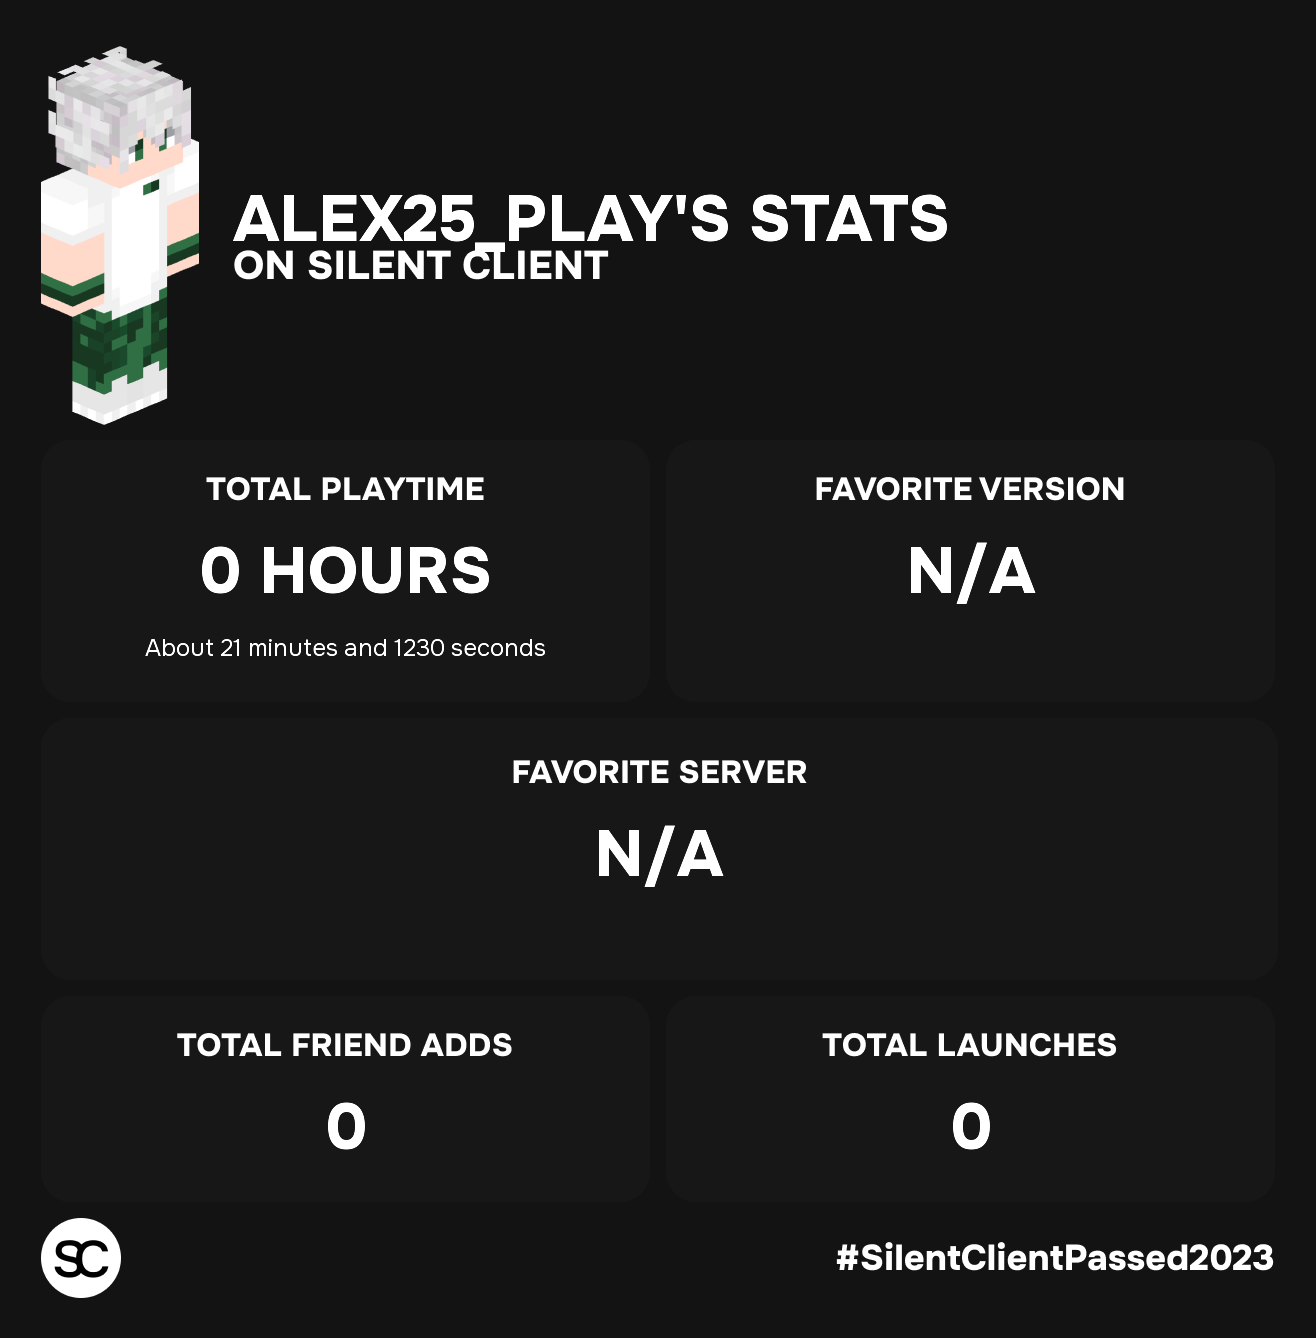 ALEX25_PLAY'S STATS
ON SILENT CLIENT
TOTAL PLAYTIME
0 HOURS
About 21 minutes and 1230 seconds
FAVORITE VERSION
N/A
FAVORITE SERVER
N/A
TOTAL FRIEND ADDS
0
TOTAL LAUNCHES
0
SC
#SilentClientPassed2023